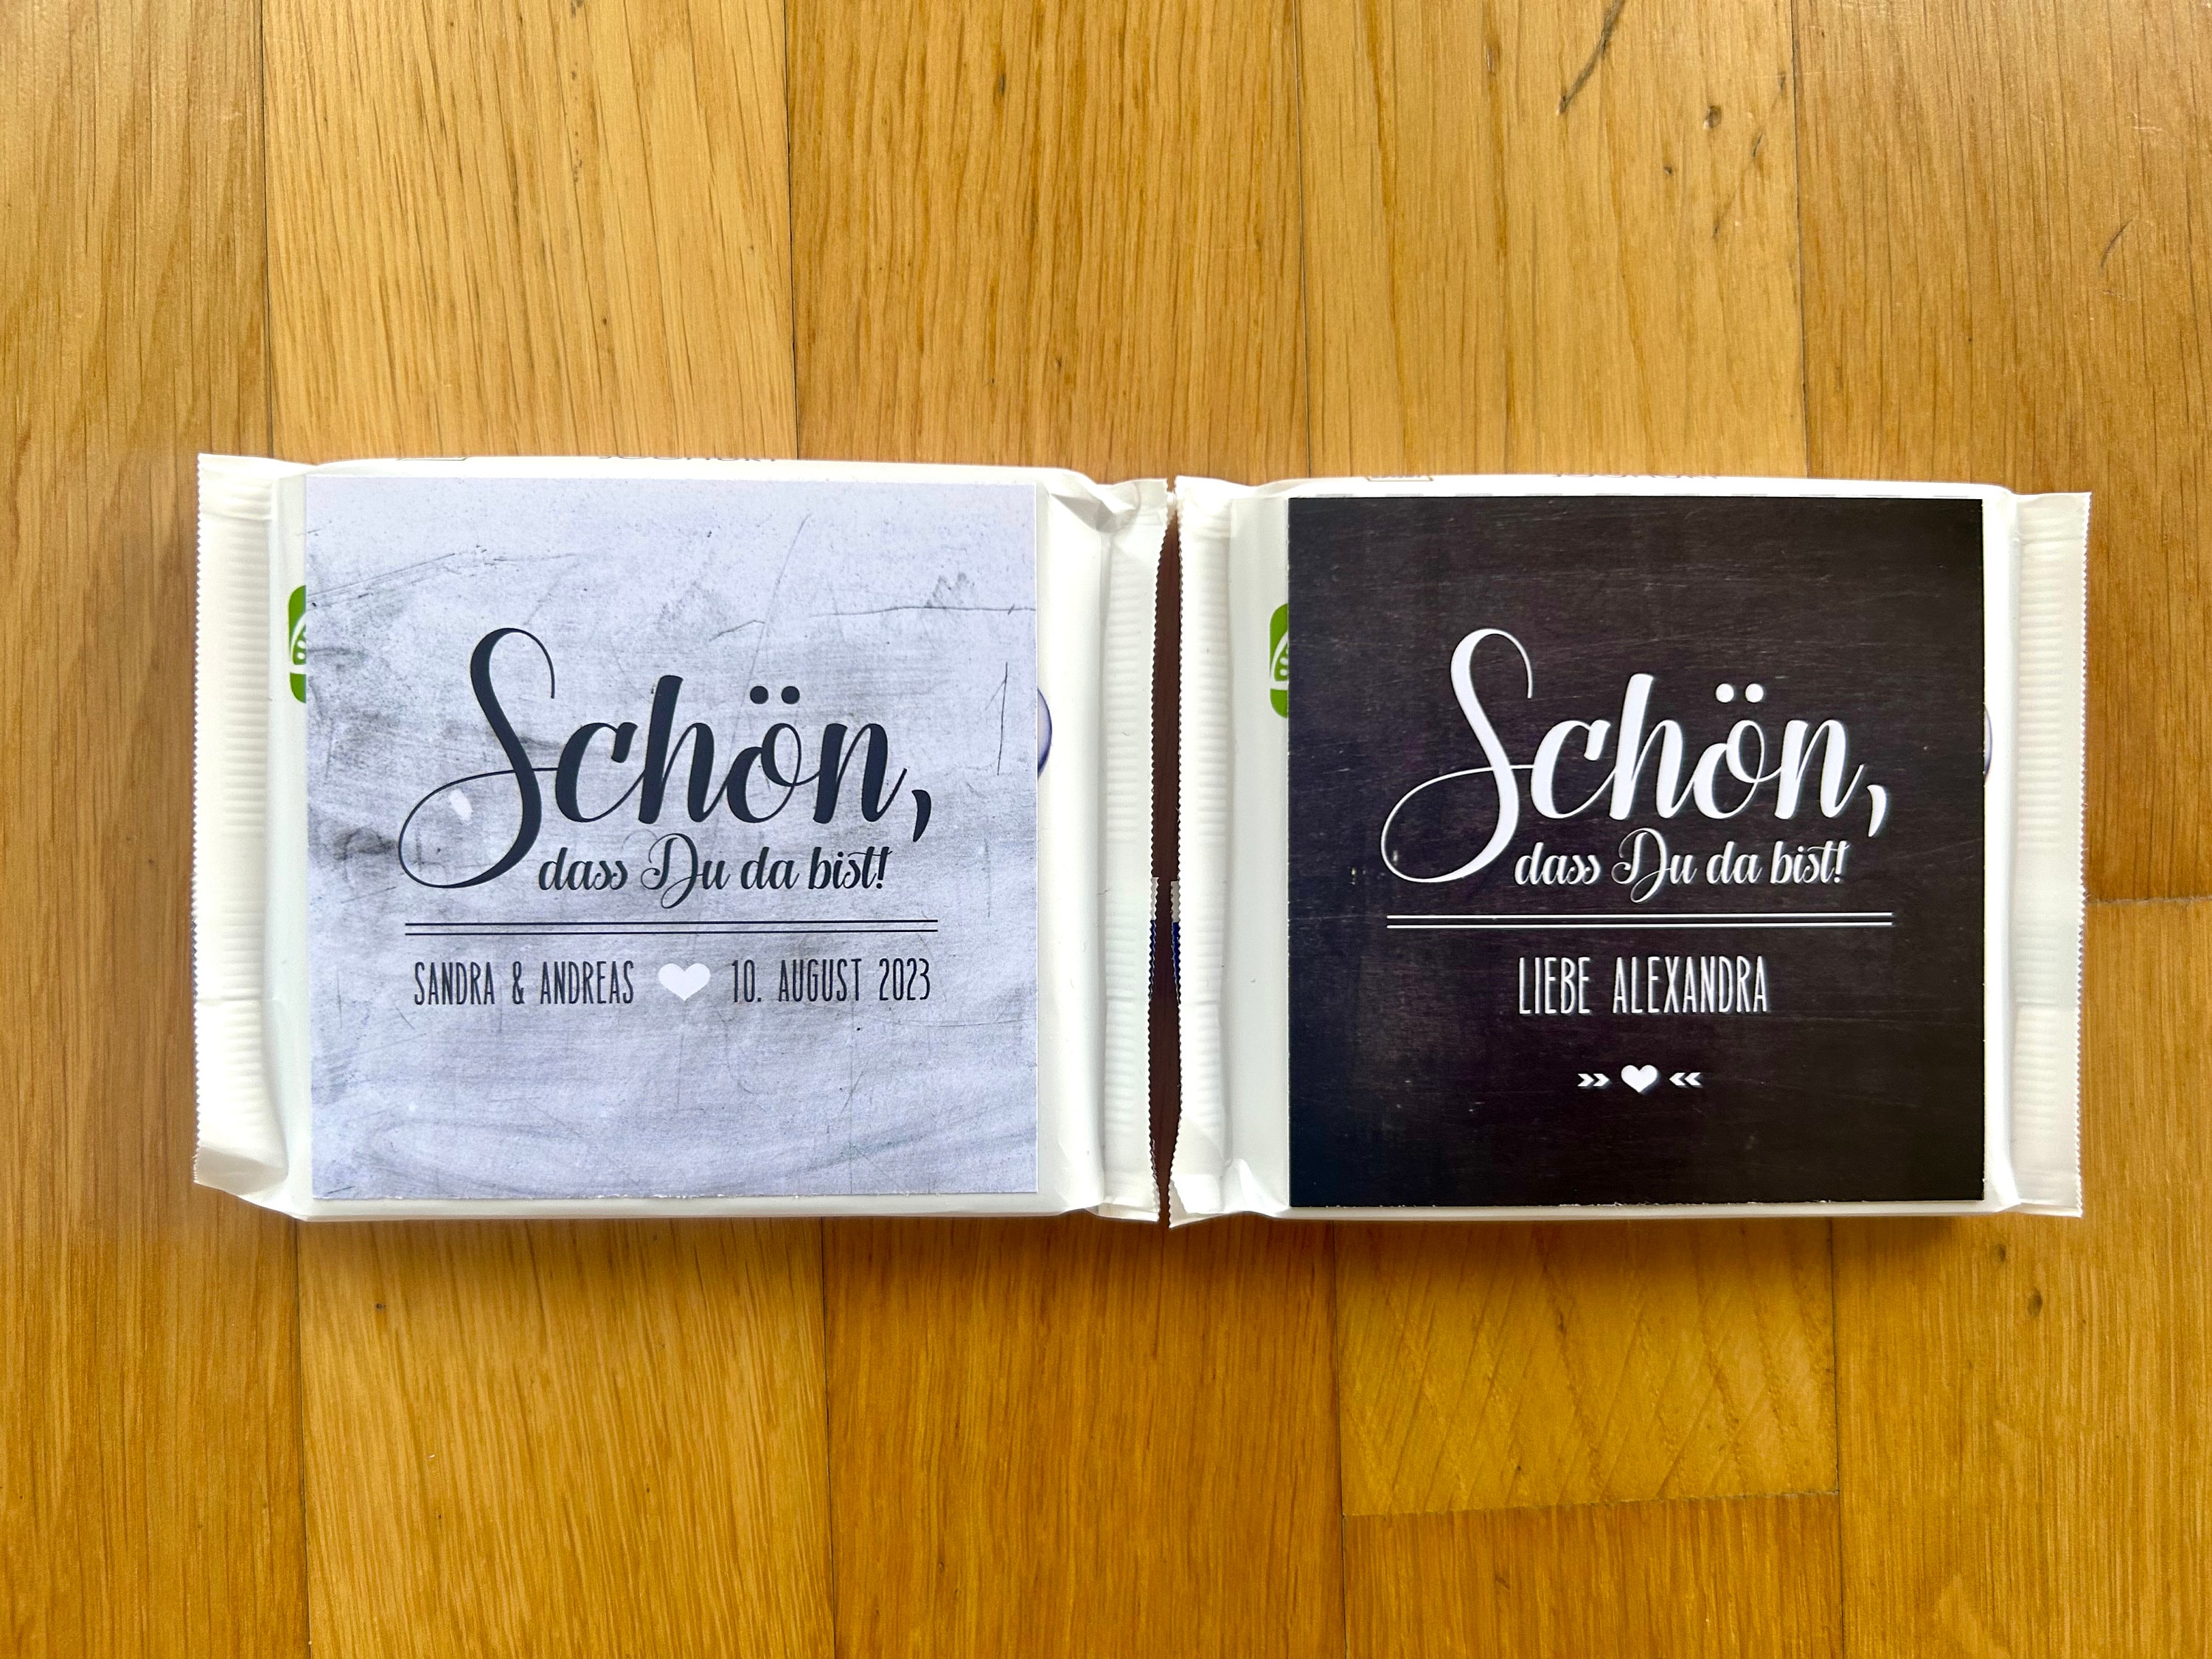 Schön,
dass Du da bist!
SANDRA & ANDREAS 10. AUGUST 2023
Schön,
dass Du da bist!
LIEBE ALEXANDRA